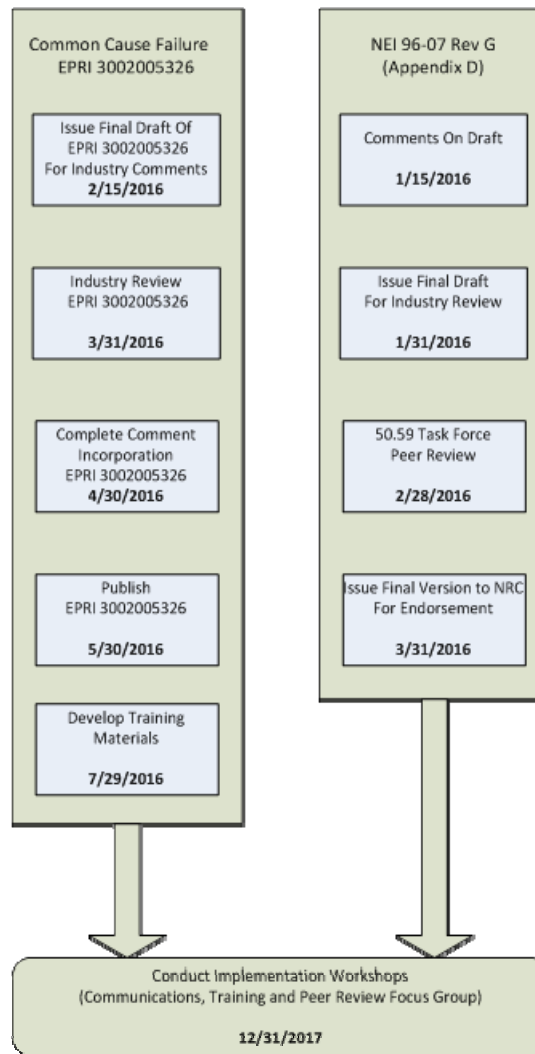 Common Cause Failure
EPRI 3002005326
Issue Final Draft Of
EPRI 3002005326
For Industry Comments
2/15/2016
Industry Review
EPRI 3002005326
3/31/2016
Complete Comment
Incorporation
EPRI 3002005326
4/30/2016
Publish
EPRI 3002005326
5/30/2016
Develop Training
Materials
7/29/2016
NEI 96-07 Rev G
(Appendix D)
Comments On Draft
1/15/2016
Issue Final Draft
For Industry Review
1/31/2016
50.59 Task Force
Peer Review
2/28/2016
Issue Final Version to NRC
For Endorsement
3/31/2016
Conduct Implementation Workshops
(Communications, Training and Peer Review Focus Group)
12/31/2017